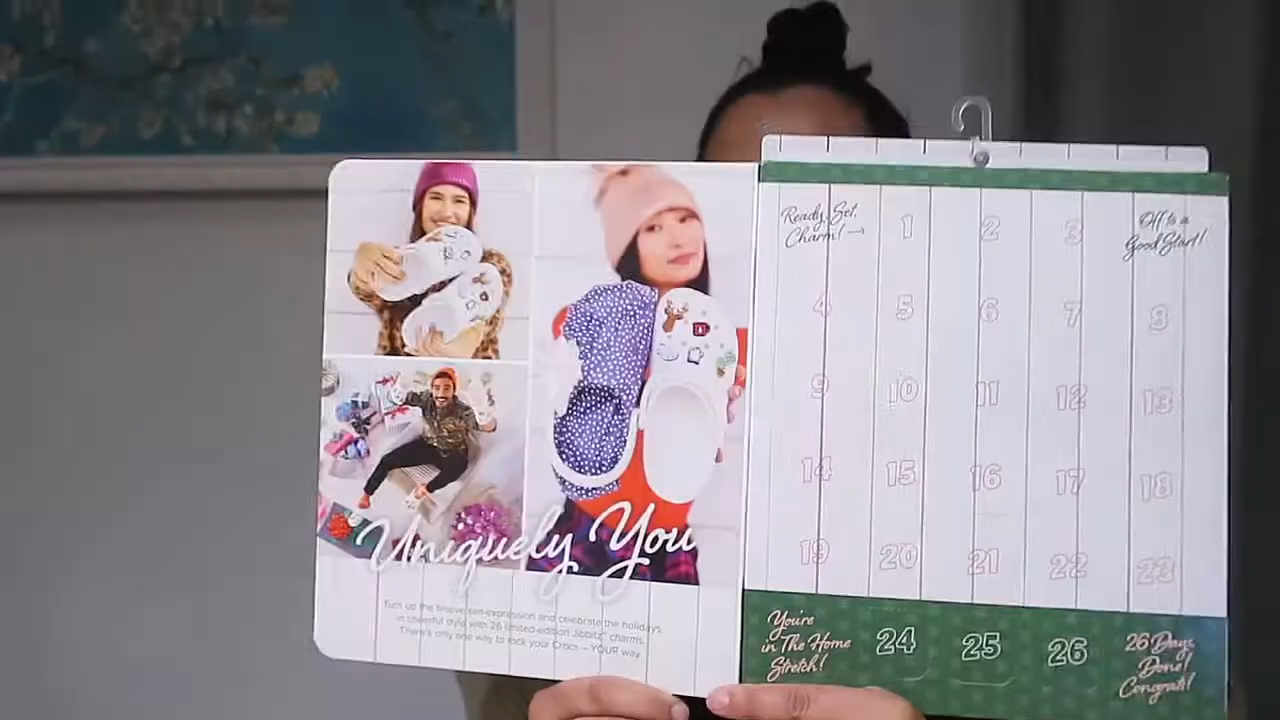 Uniquely You
Turn up the festive self-expression and celebrate the holidays
in cheerful style with 26 limited-edition Jibbitz™ charms.
There's only one way to rock your Crocs – YOUR way.
Ready, Set,
Charm! →
1 2 3
Off to a
Good Start!
4 5 6 7 8
9 10 11 12 13
14 15 16 17 18
19 20 21 22 23
You're
in The Home
Stretch!
24 25 26
26 Days
Done!
Congrats!